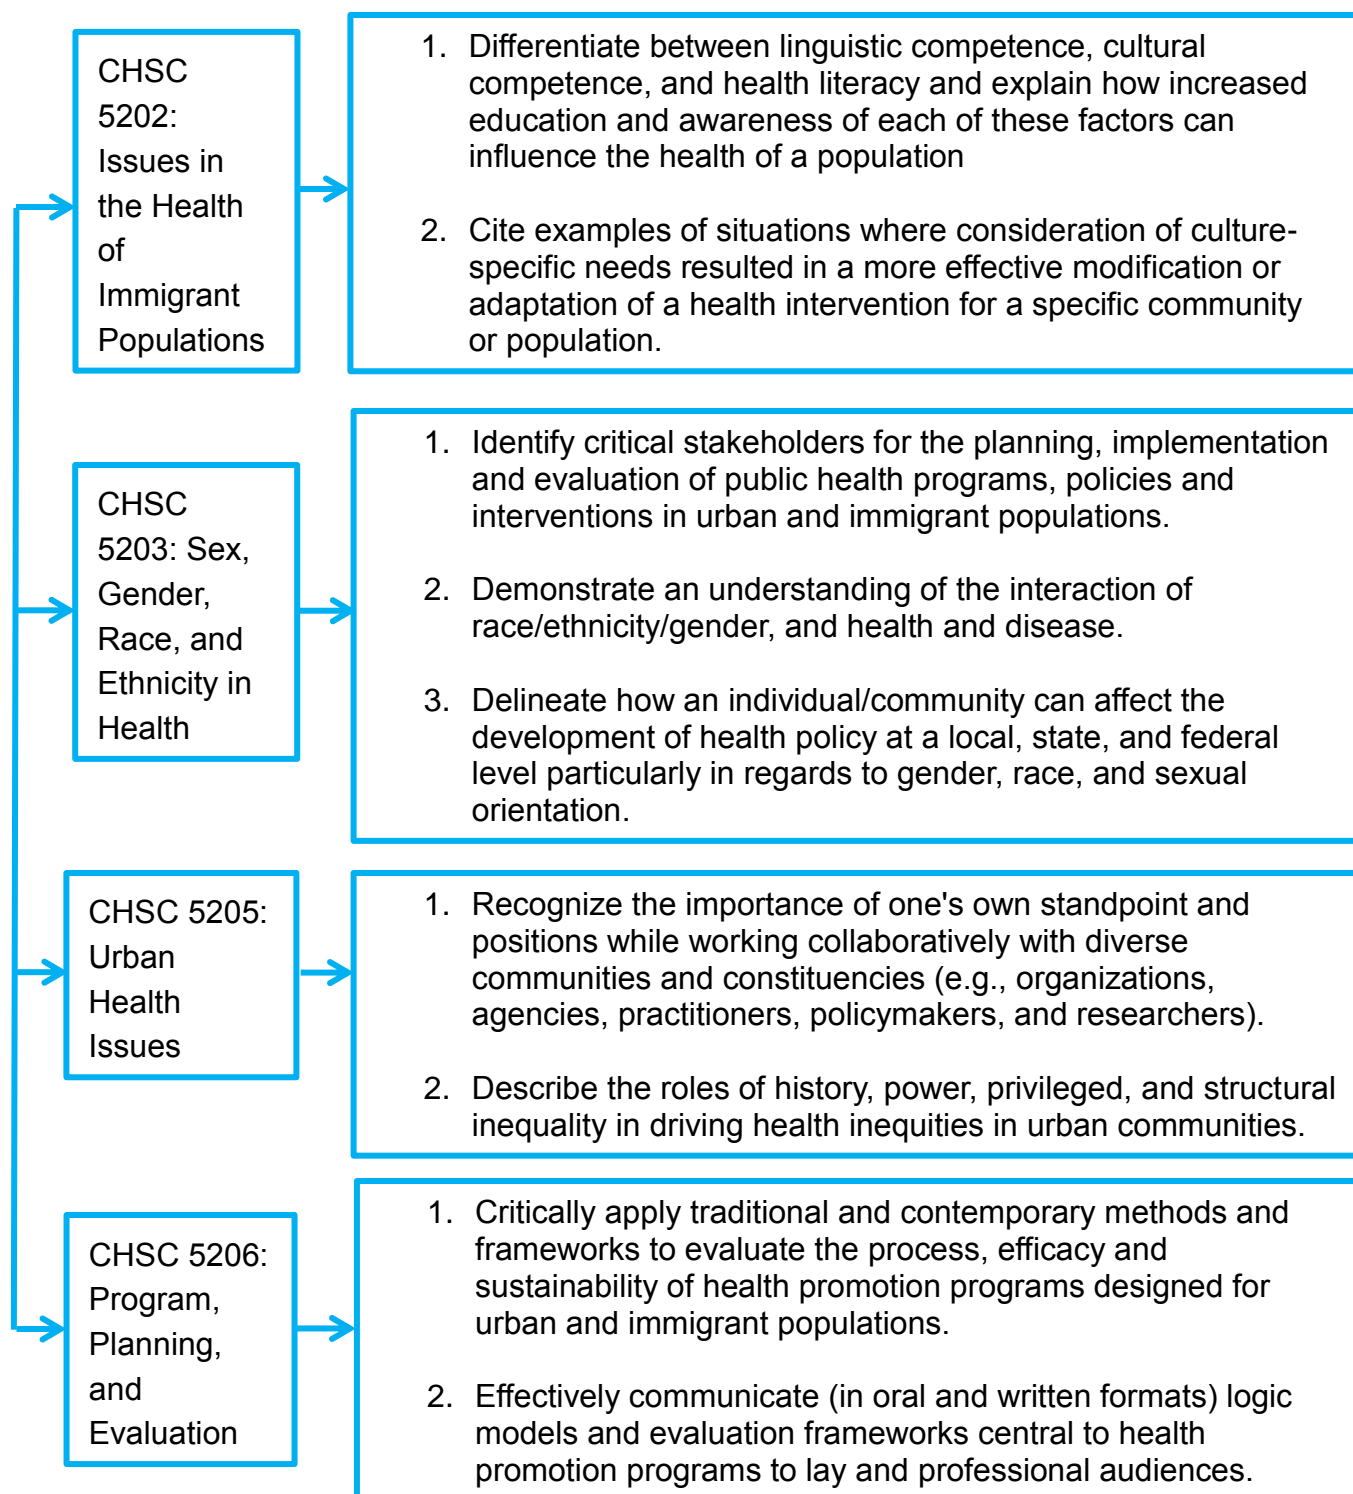 CHSC
5202:
Issues in
the Health
of
Immigrant
Populations
1. Differentiate between linguistic competence, cultural
competence, and health literacy and explain how increased
education and awareness of each of these factors can
influence the health of a population
2. Cite examples of situations where consideration of culture-
specific needs resulted in a more effective modification or
adaptation of a health intervention for a specific community
or population.
CHSC
5203: Sex,
Gender,
Race, and
Ethnicity in
Health
1. Identify critical stakeholders for the planning, implementation
and evaluation of public health programs, policies and
interventions in urban and immigrant populations.
2. Demonstrate an understanding of the interaction of
race/ethnicity/gender, and health and disease.
3. Delineate how an individual/community can affect the
development of health policy at a local, state, and federal
level particularly in regards to gender, race, and sexual
orientation.
CHSC 5205:
Urban
Health
Issues
1. Recognize the importance of one's own standpoint and
positions while working collaboratively with diverse
communities and constituencies (e.g., organizations,
agencies, practitioners, policymakers, and researchers).
2. Describe the roles of history, power, privileged, and structural
inequality in driving health inequities in urban communities.
CHSC 5206:
Program,
Planning,
and
Evaluation
1. Critically apply traditional and contemporary methods and
frameworks to evaluate the process, efficacy and
sustainability of health promotion programs designed for
urban and immigrant populations.
2. Effectively communicate (in oral and written formats) logic
models and evaluation frameworks central to health
promotion programs to lay and professional audiences.